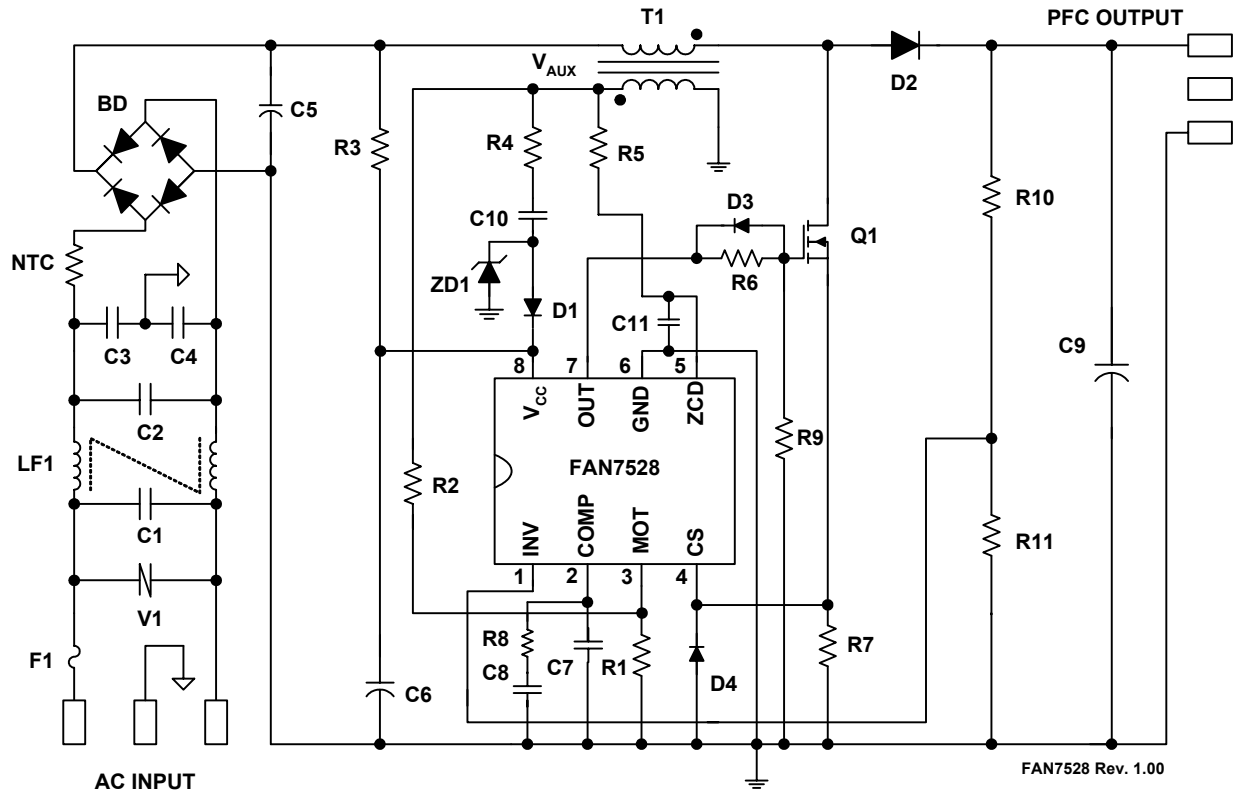 T1
PFC OUTPUT
V_AUX
D2
BD
C5
R3
R4
R5
R10
C10
D3
Q1
NTC
ZD1
R6
D1
C11
C3
C4
C9
8
7
6
5
V_CC
OUT
GND
ZCD
C2
R9
LF1
FAN7528
R2
C1
INV
COMP
MOT
CS
R11
1
2
3
4
V1
R8
R7
F1
C8
C7
R1
D4
C6
FAN7528 Rev. 1.00
AC INPUT